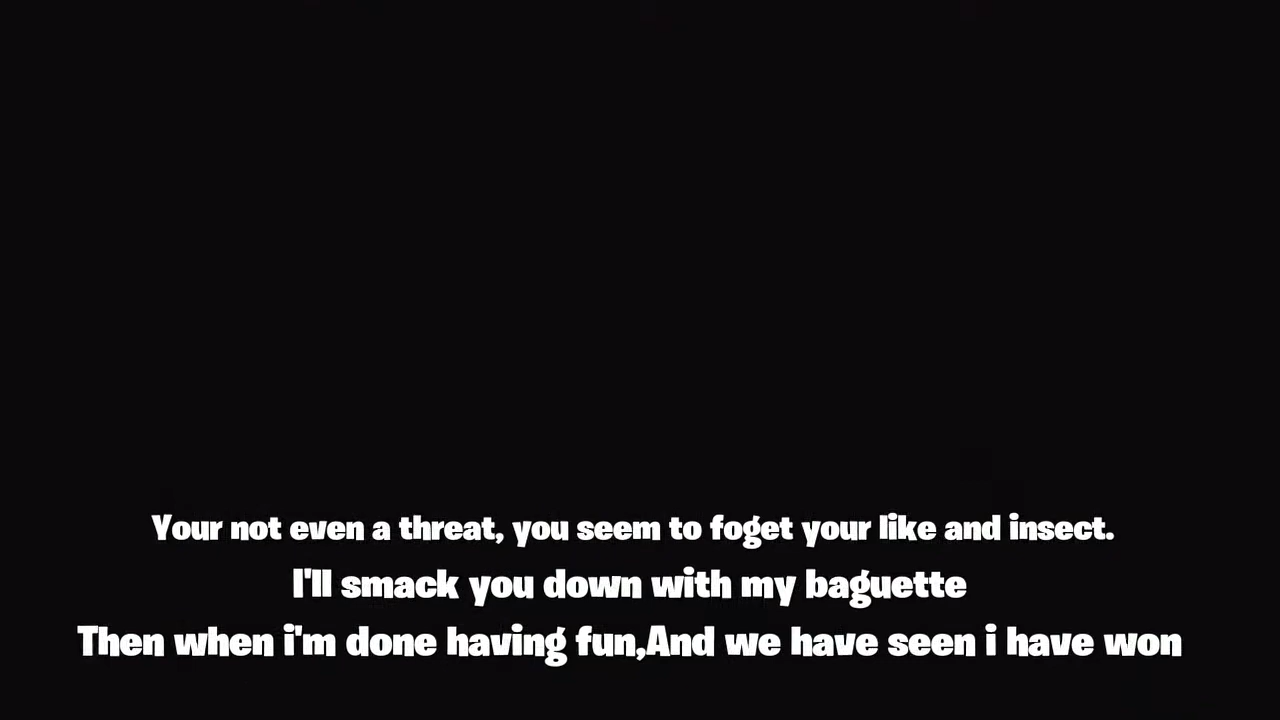 Your not even a threat, you seem to foget your like and insect.
I'll smack you down with my baguette
Then when i'm done having fun,And we have seen i have won